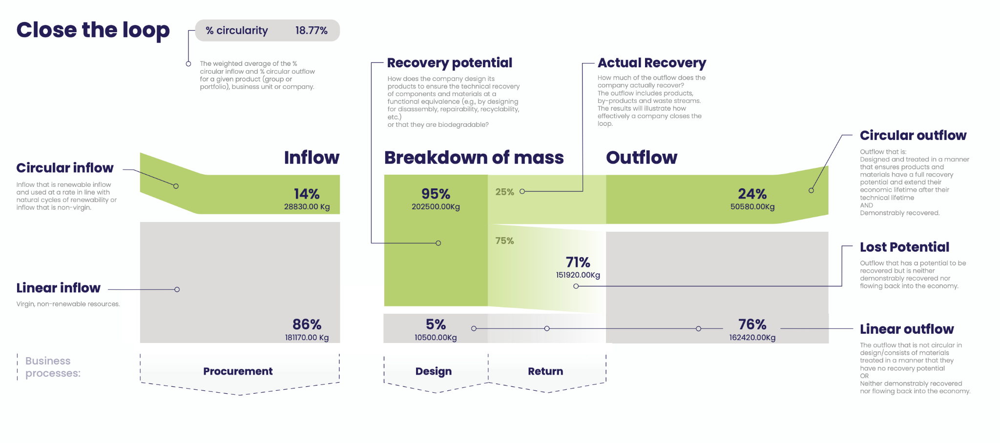 Close the loop
% circularity 18.77%
The weighted average of the %
circular inflow and % circular outflow
for a given product (group or
portfolio), business unit or company.
Recovery potential
How does the company design its
products to ensure the technical recovery
of components and materials at a
functional equivalence (e.g., by designing
for disassembly, repairability, recyclability,
etc.)
or that they are biodegradable?
Actual Recovery
How much of the outflow does the
company actually recover?
The outflow includes products,
by-products and waste streams.
The results will illustrate how
effectively a company closes the
loop.
Inflow
Breakdown of mass
Outflow
Circular inflow
Inflow that is renewable inflow
and used at a rate in line with
natural cycles of renewability or
inflow that is non-virgin.
14%
28830.00 Kg
95%
202500.00Kg
25%
75%
71%
151920.00Kg
24%
50580.00Kg
Circular outflow
Outflow that is:
Designed and treated in a manner
that ensures products and
materials have a full recovery
potential and extend their
economic lifetime after their
technical lifetime
AND
Demonstrably recovered.
Lost Potential
Outflow that has a potential to be
recovered but is neither
demonstrably recovered nor
flowing back into the economy.
Linear inflow
Virgin, non-renewable resources.
86%
181170.00 Kg
5%
10500.00Kg
76%
162420.00Kg
Linear outflow
The outflow that is not circular in
design/consists of materials
treated in a manner that they
have no recovery potential
OR
Neither demonstrably recovered
nor flowing back into the economy.
Business
processes:
Procurement
Design
Return